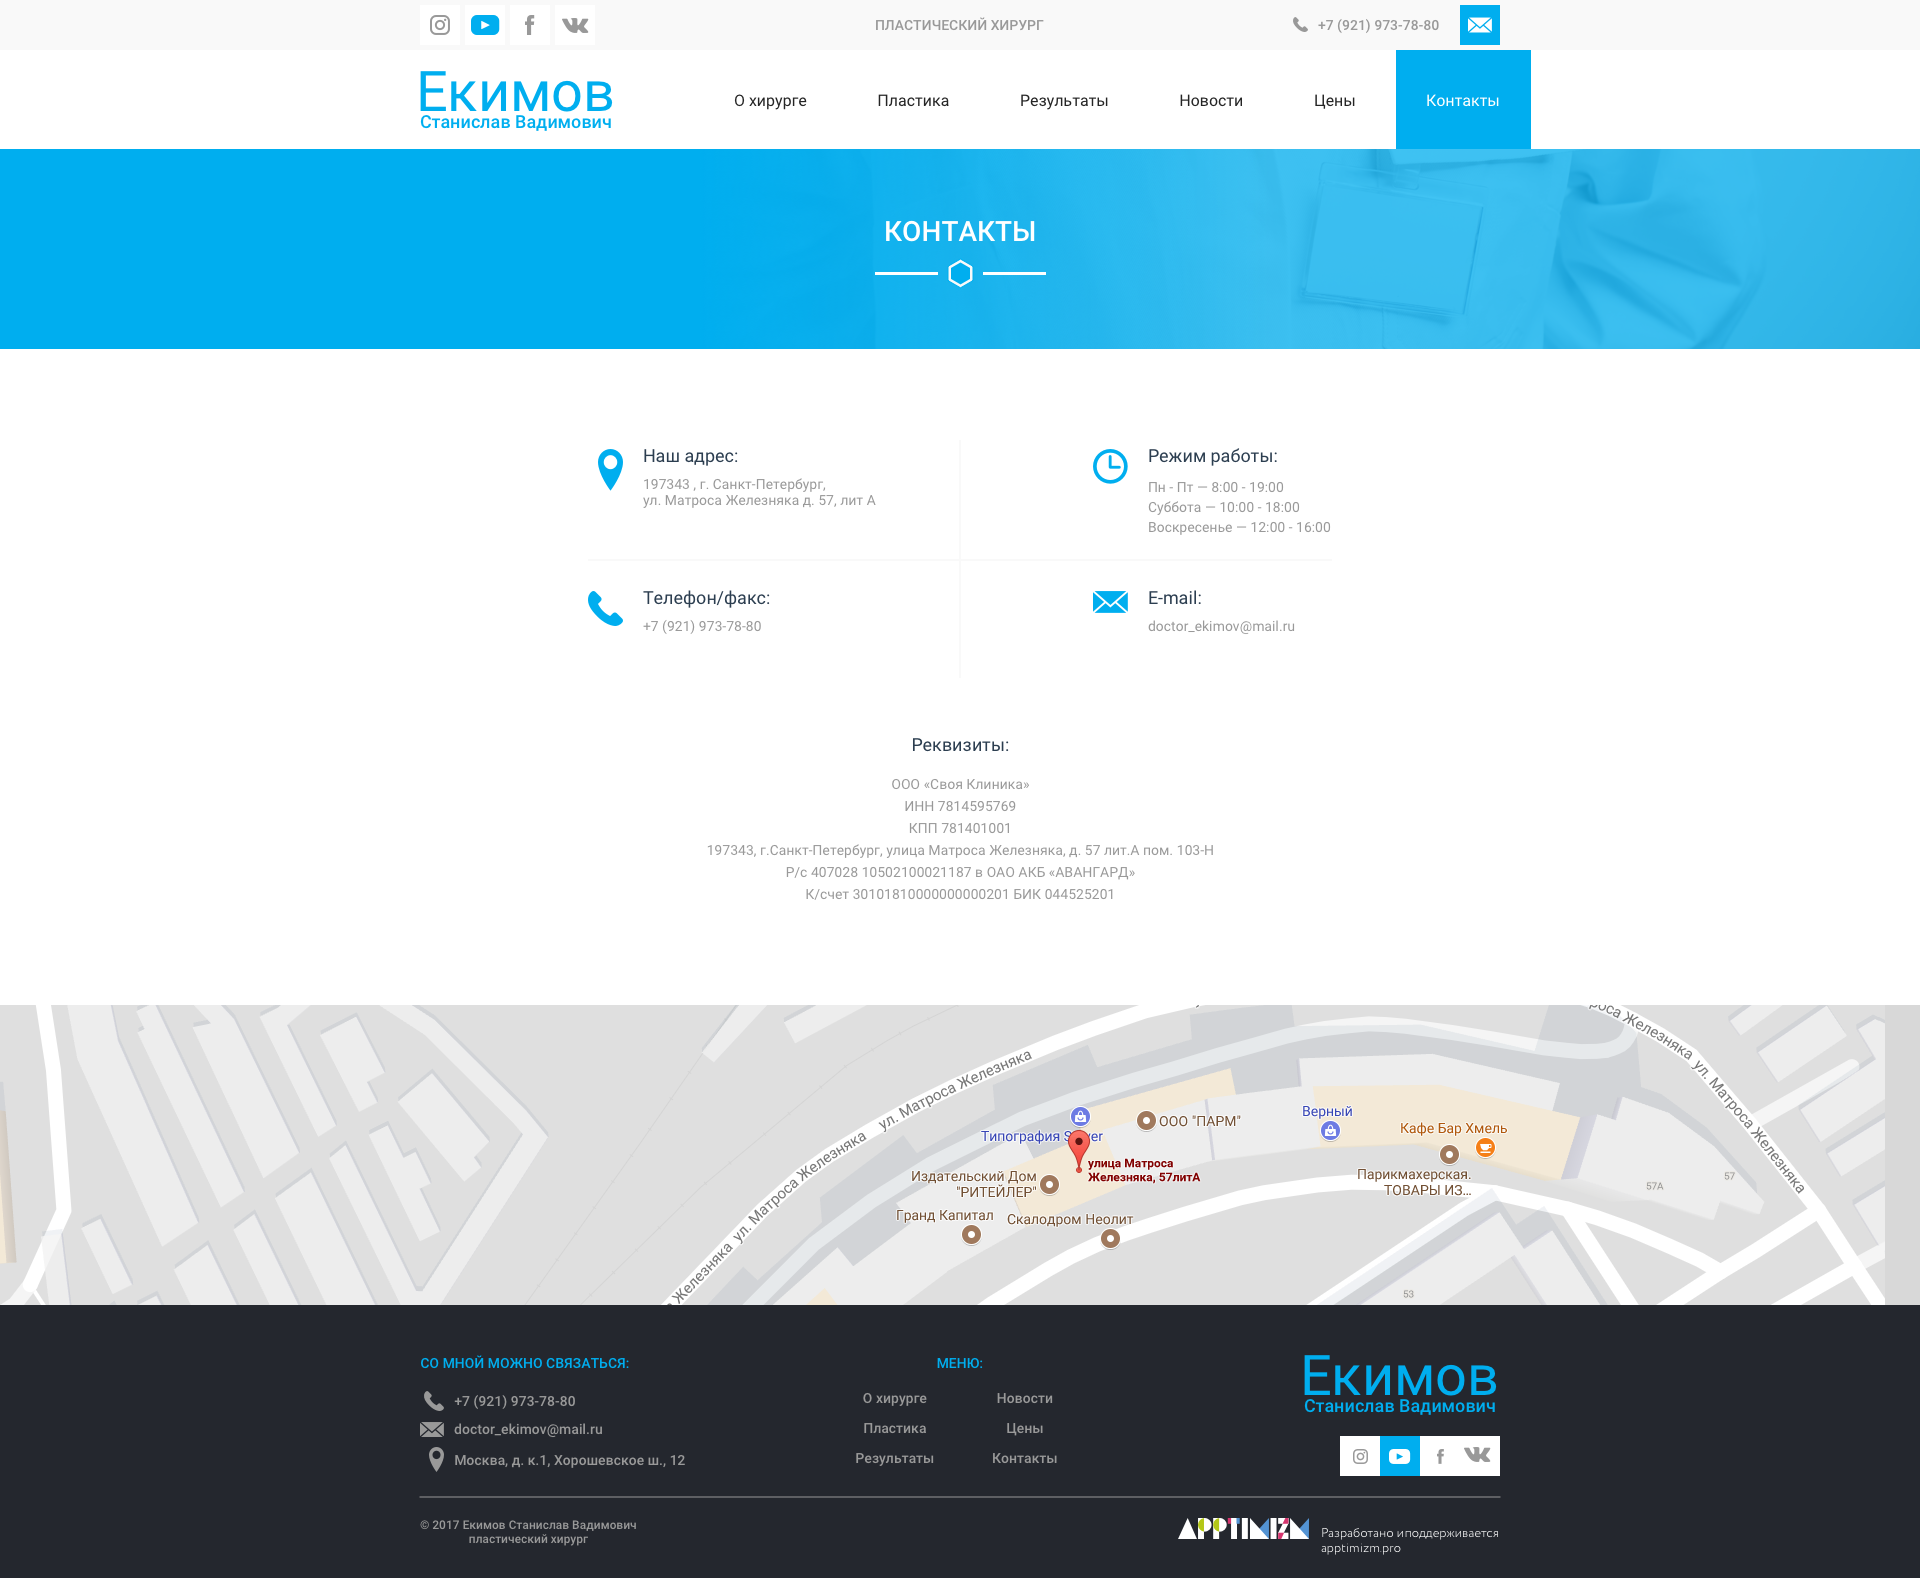 ПЛАСТИЧЕСКИЙ ХИРУРГ
+7 (921) 973-78-80
Екимов
Станислав Вадимович
О хирурге
Пластика
Результаты
Новости
Цены
Контакты
КОНТАКТЫ
Наш адрес:
197343 , г. Санкт-Петербург,
ул. Матроса Железняка д. 57, лит А
Режим работы:
Пн - Пт — 8:00 - 19:00
Суббота — 10:00 - 18:00
Воскресенье — 12:00 - 16:00
Телефон/факс:
+7 (921) 973-78-80
E-mail:
doctor_ekimov@mail.ru
Реквизиты:
ООО «Своя Клиника»
ИНН 7814595769
КПП 781401001
197343, г.Санкт-Петербург, улица Матроса Железняка, д. 57 лит.А пом. 103-Н
Р/с 407028 10502100021187 в ОАО АКБ «АВАНГАРД»
К/счет 30101810000000000201 БИК 044525201
ул. Матроса Железняка
ул. Матроса Железняка
Железняка
Железняка
ул. Матроса Железняка
Типография
ООО "ПАРМ"
Верный
Кафе Бар Хмель
улица Матроса
Железняка, 57литА
Издательский Дом
"РИТЕЙЛЕР"
Парикмахерская.
ТОВАРЫ ИЗ...
57А
57
Гранд Капитал
Скалодром Неолит
53
СО МНОЙ МОЖНО СВЯЗАТЬСЯ:
+7 (921) 973-78-80
doctor_ekimov@mail.ru
Москва, д. к.1, Хорошевское ш., 12
МЕНЮ:
О хирурге
Новости
Пластика
Цены
Результаты
Контакты
Екимов
Станислав Вадимович
© 2017 Екимов Станислав Вадимович
пластический хирург
APPTIMIZM
Разработано иподдерживается
apptimizm.pro